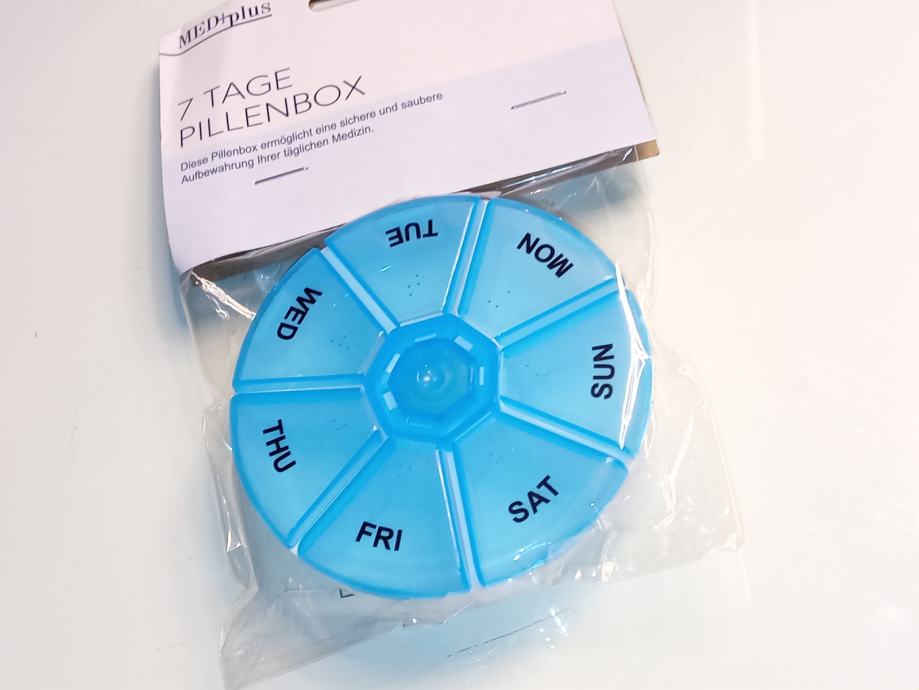 MED+plus
7 TAGE
PILLENBOX
Diese Pillenbox ermöglicht eine sichere und saubere
Aufbewahrung Ihrer täglichen Medizin.
TUE
MON
WED
SUN
THU
SAT
FRI